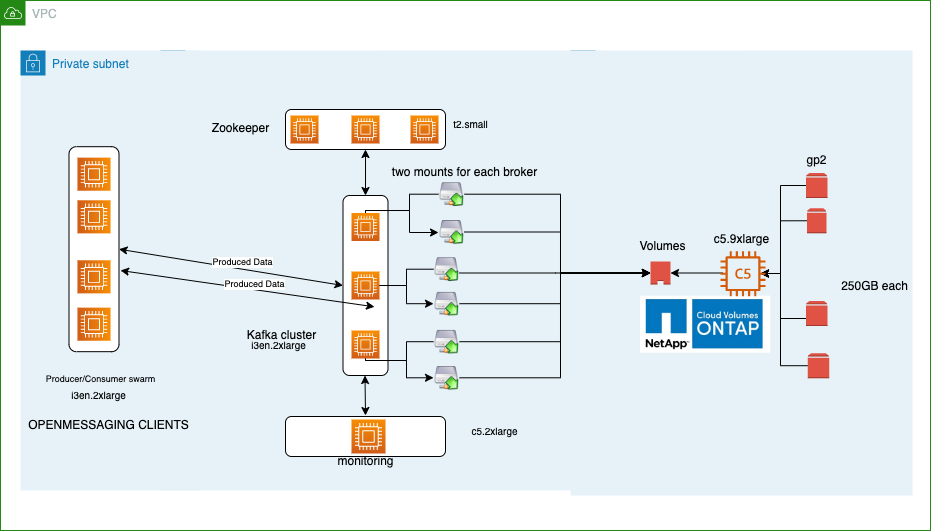 VPC
Private subnet
Zookeeper
t2.small
two mounts for each broker
gp2
Produced Data
Produced Data
Volumes
c5.9xlarge
C5
250GB each
NetApp
Cloud Volumes
ONTAP
Kafka cluster
i3en.2xlarge
Producer/Consumer swarm
i3en.2xlarge
OPENMESSAGING CLIENTS
c5.2xlarge
monitoring